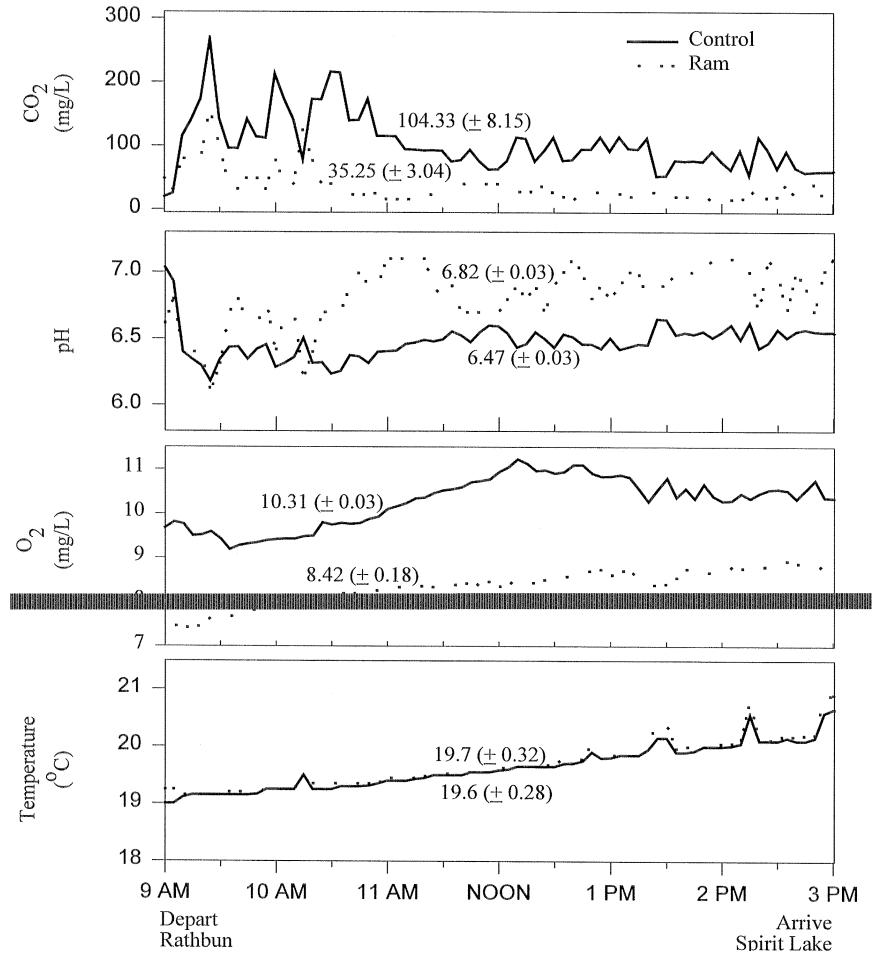 300
200
100
0
CO2
(mg/L)
Control
Ram
104.33 (± 8.15)
35.25 (± 3.04)
7.0
6.5
6.0
pH
6.82 (± 0.03)
6.47 (± 0.03)
11
10
9
7
O2
(mg/L)
10.31 (± 0.03)
8.42 (± 0.18)
21
20
19
18
Temperature
(°C)
19.7 (± 0.32)
19.6 (± 0.28)
9 AM 10 AM 11 AM NOON 1 PM 2 PM 3 PM
Depart
Rathbun
Arrive
Spirit Lake